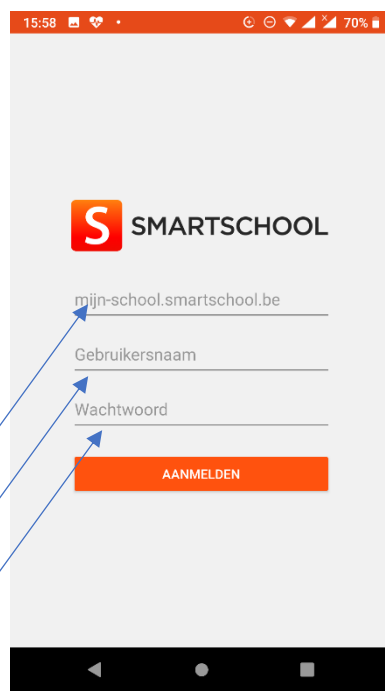 15:58 70%
S SMARTSCHOOL
mijn-school.smartschool.be
Gebruikersnaam
Wachtwoord
AANMELDEN